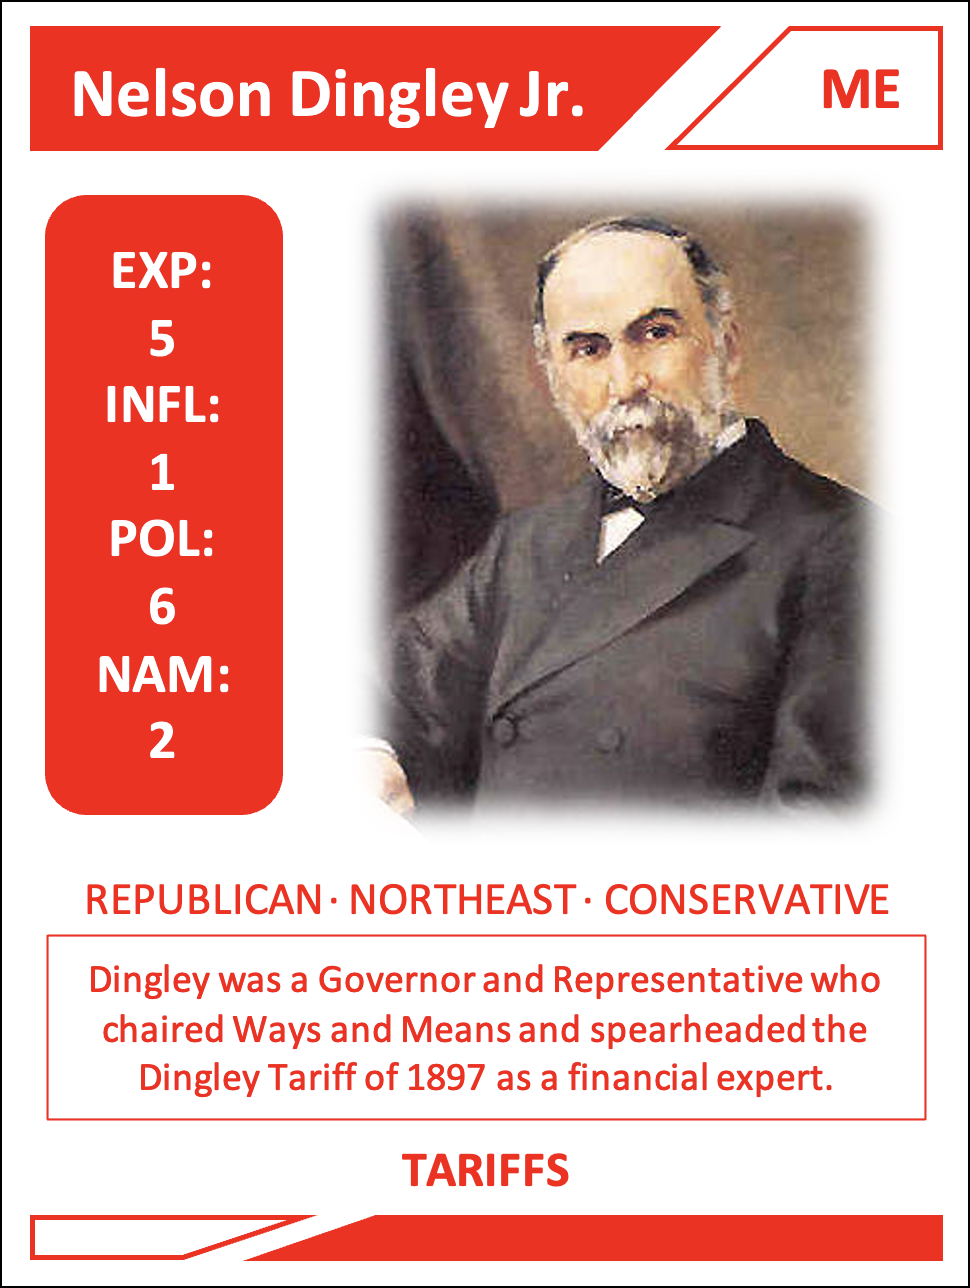 Nelson Dingley Jr.
ME
EXP:
5
INFL:
1
POL:
6
NAM:
2
REPUBLICAN · NORTHEAST · CONSERVATIVE
Dingley was a Governor and Representative who
chaired Ways and Means and spearheaded the
Dingley Tariff of 1897 as a financial expert.
TARIFFS